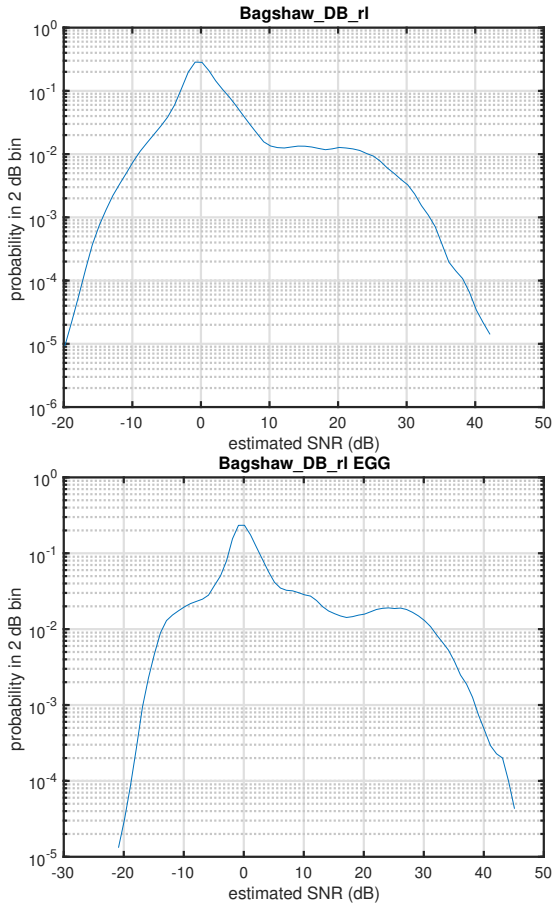 Bagshaw_DB_rl
10^0
10^-1
10^-2
10^-3
10^-4
10^-5
10^-6
probability in 2 dB bin
-20 -10 0 10 20 30 40 50
estimated SNR (dB)
Bagshaw_DB_rl EGG
10^0
10^-1
10^-2
10^-3
10^-4
10^-5
probability in 2 dB bin
-30 -20 -10 0 10 20 30 40 50
estimated SNR (dB)